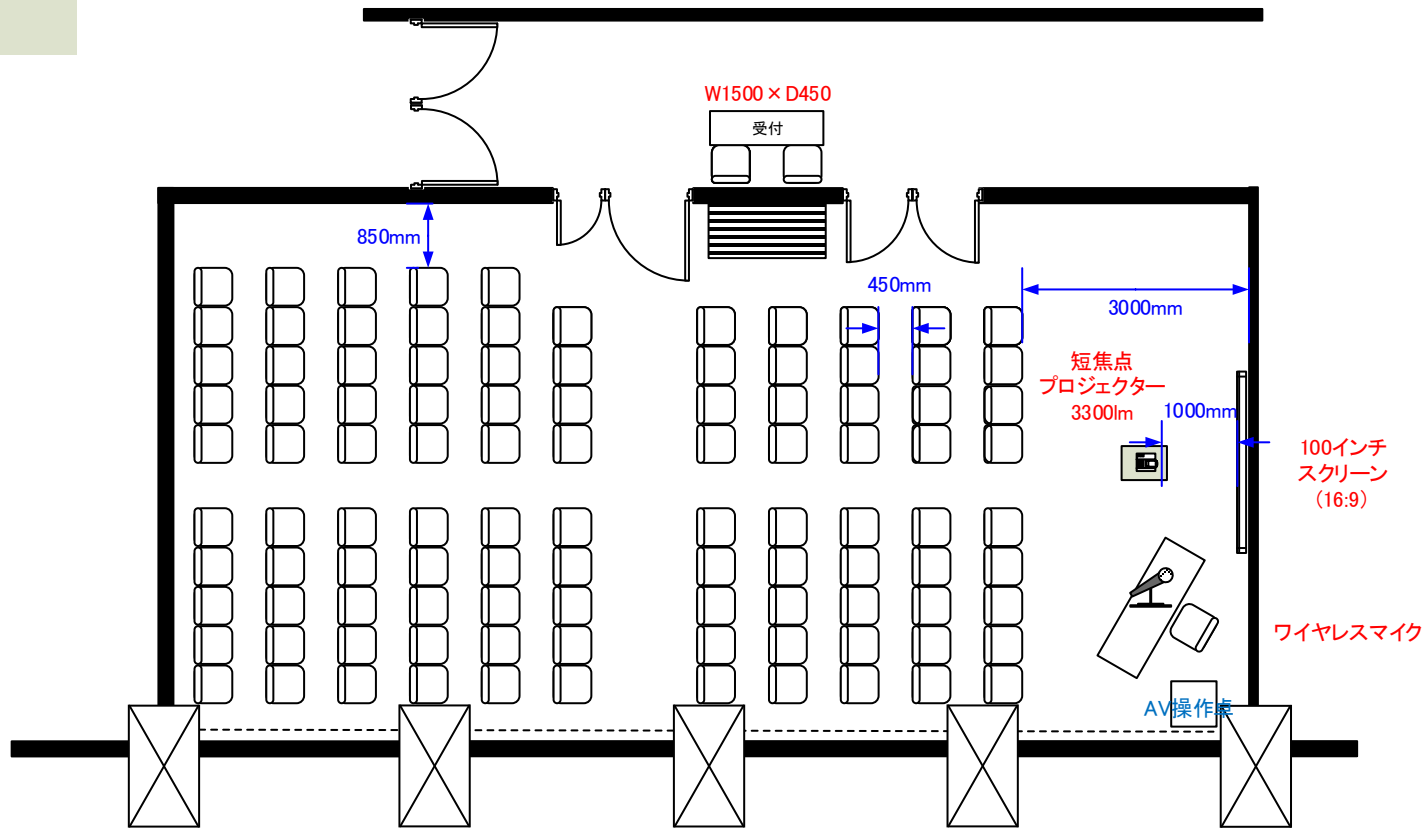 W1500×D450
受付
850mm
450mm
3000mm
短焦点
プロジェクター
3300lm
1000mm
100インチ
スクリーン
(16:9)
ワイヤレスマイク
AV操作卓